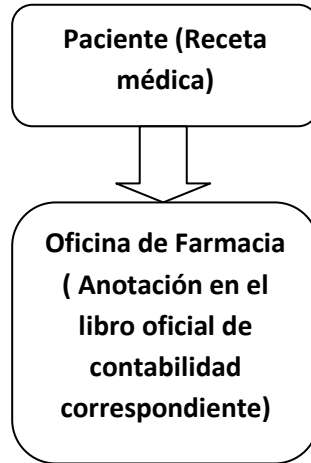 Paciente (Receta
médica)
Oficina de Farmacia
( Anotación en el
libro oficial de
contabilidad
correspondiente)